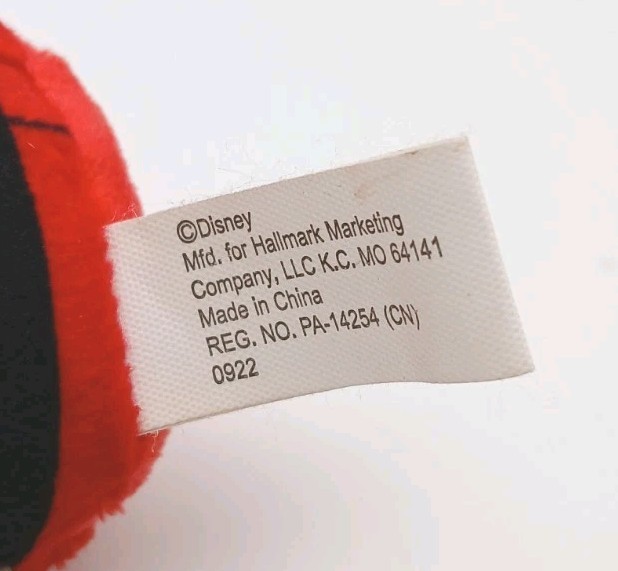 ©Disney
Mfd. for Hallmark Marketing
Company, LLC K.C. MO 64141
Made in China
REG. NO. PA-14254 (CN)
0922